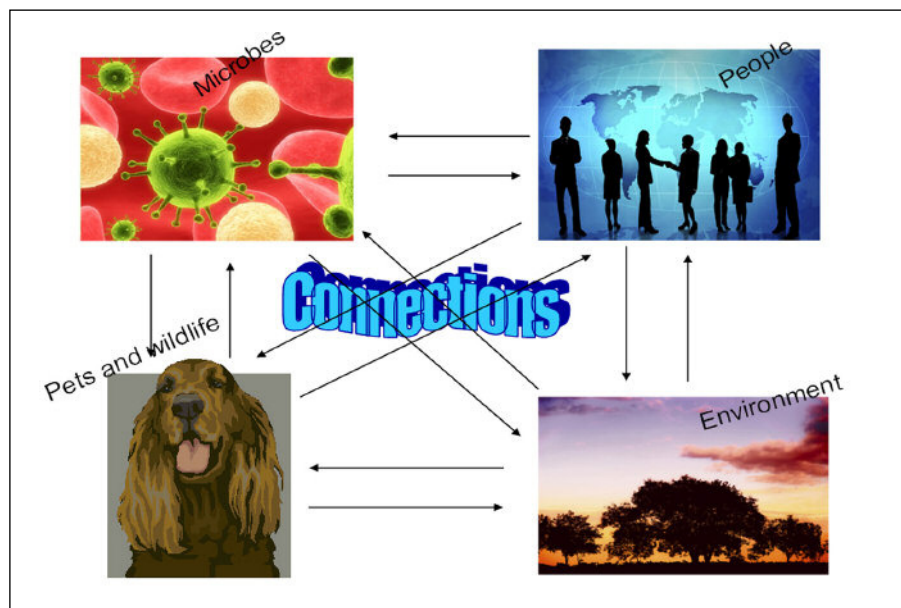 Microbes
People
Connections
Pets and wildlife
Environment